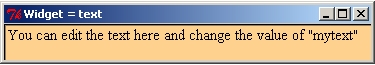 Widget = text
You can edit the text here and change the value of "mytext"